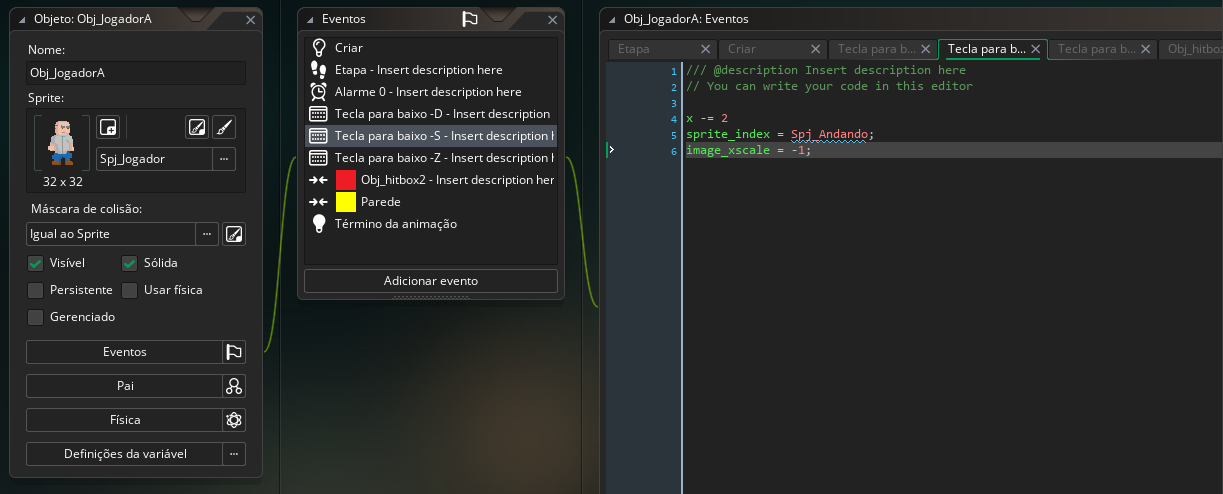 Objeto: Obj_JogadorA
Nome:
Obj_JogadorA
Sprite:
Spj_Jogador
...
32 x 32
Máscara de colisão:
Igual ao Sprite
...
Visível
Sólida
Persistente
Usar física
Gerenciado
Eventos
Pai
Física
Definições da variável
...
Eventos
Criar
Etapa - Insert description here
Alarme 0 - Insert description here
Tecla para baixo -D - Insert description
Tecla para baixo -S - Insert description h
Tecla para baixo -Z - Insert description h
Obj_hitbox2 - Insert description her
Parede
Término da animação
Adicionar evento
Obj_JogadorA: Eventos
Etapa
Criar
Tecla para b...
Tecla para b...
Tecla para b...
Obj_hitbo
1 /// @description Insert description here
2 // You can write your code in this editor
3
4 x -= 2
5 sprite_index = Spj_Andando;
6 image_xscale = -1;